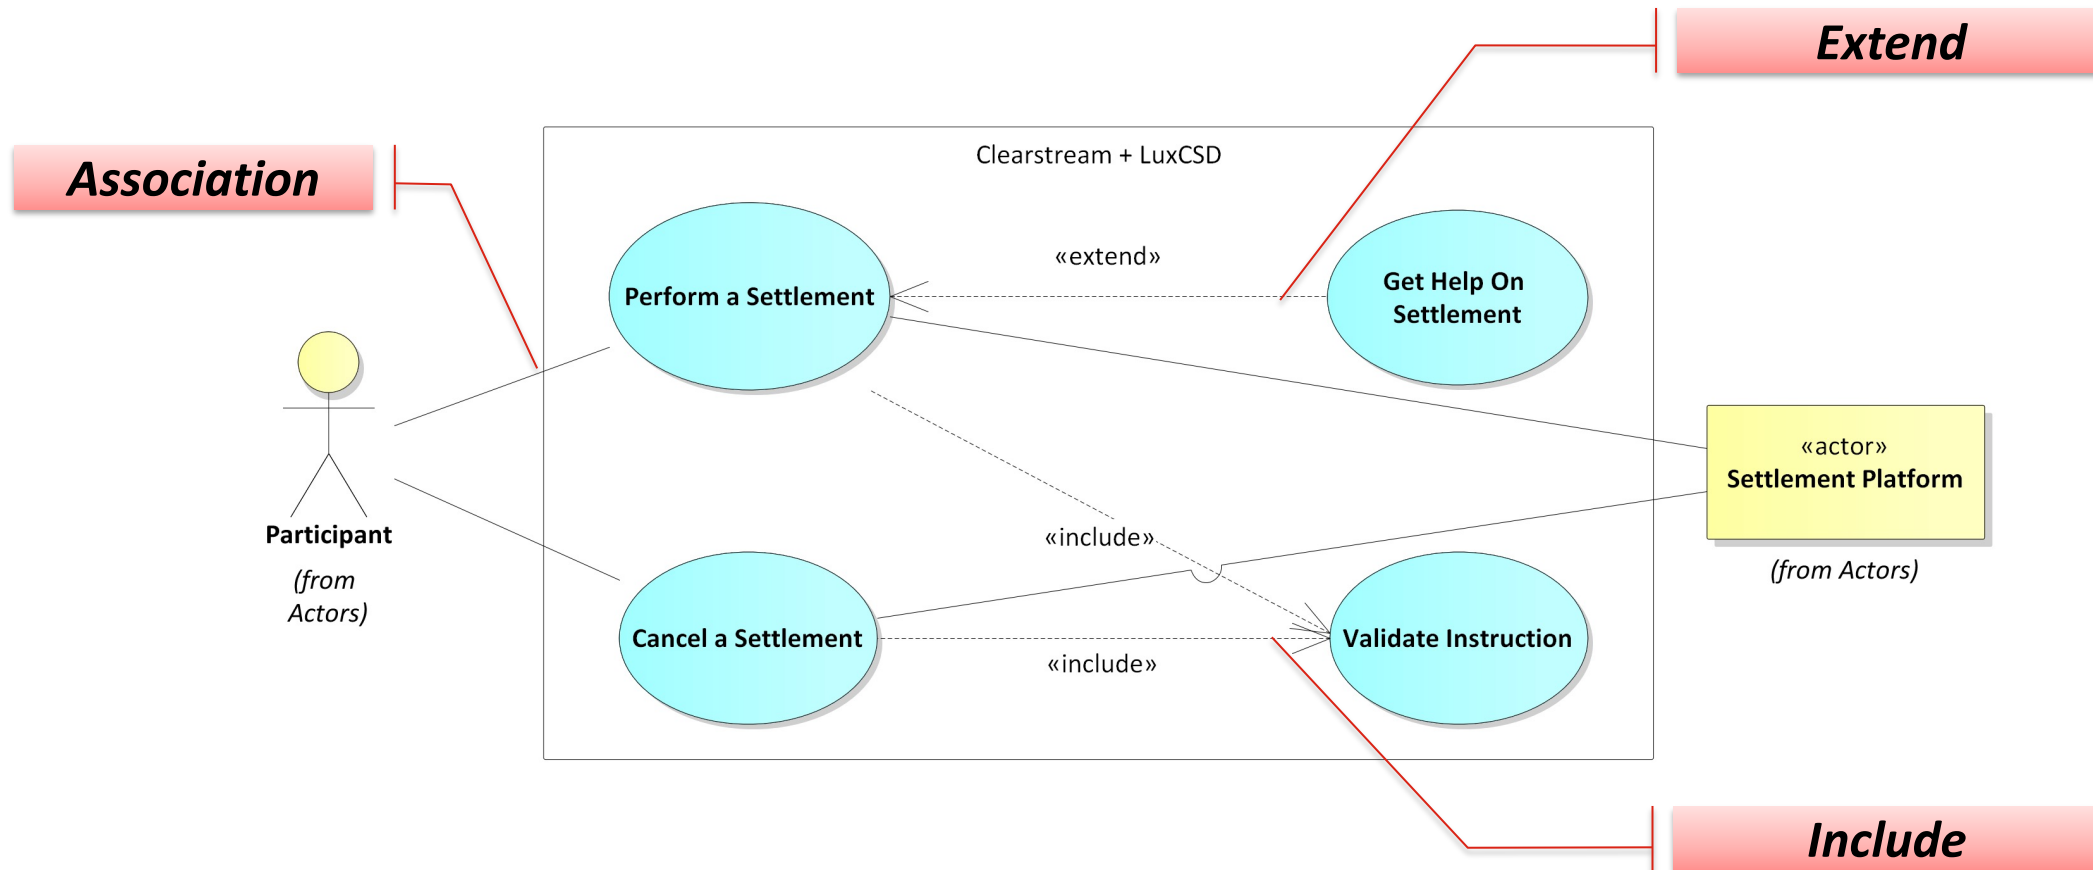 Extend
Association
Clearstream + LuxCSD
«extend»
Perform a Settlement
Get Help On
Settlement
«actor»
Settlement Platform
(from Actors)
Participant
(from
Actors)
«include»
Cancel a Settlement
«include»
Validate Instruction
Include